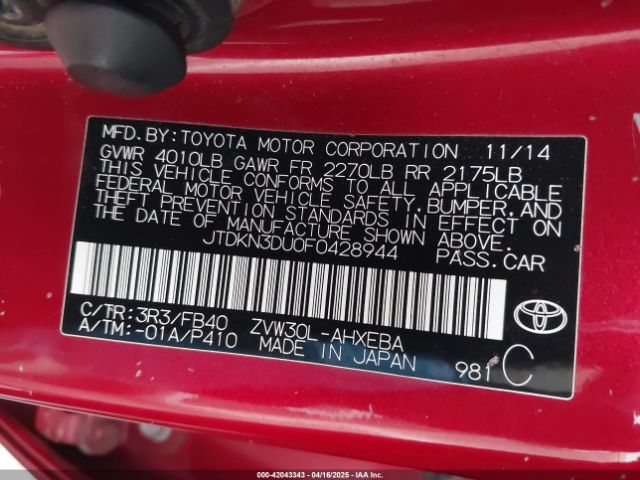 MFD.BY:TOYOTA MOTOR CORPORATION 11/14
GVWR 4010LB GAWR FR 2270LB RR 2175LB
THIS VEHICLE CONFORMS TO ALL APPLICABLE
FEDERAL MOTOR VEHICLE SAFETY,BUMPER,AND
THEFT PREVENTION STANDARDS IN EFFECT ON
THE DATE OF MANUFACTURE SHOWN ABOVE.
JTDKN3DU0F0428944 PASS.CAR
C/TR:3R3/FB40 ZVW30L-AHXEBA
A/TM:-01A/P410 MADE IN JAPAN 981 C
TOYOTA
000-42043343 - 04/16/2025 - IAA Inc.